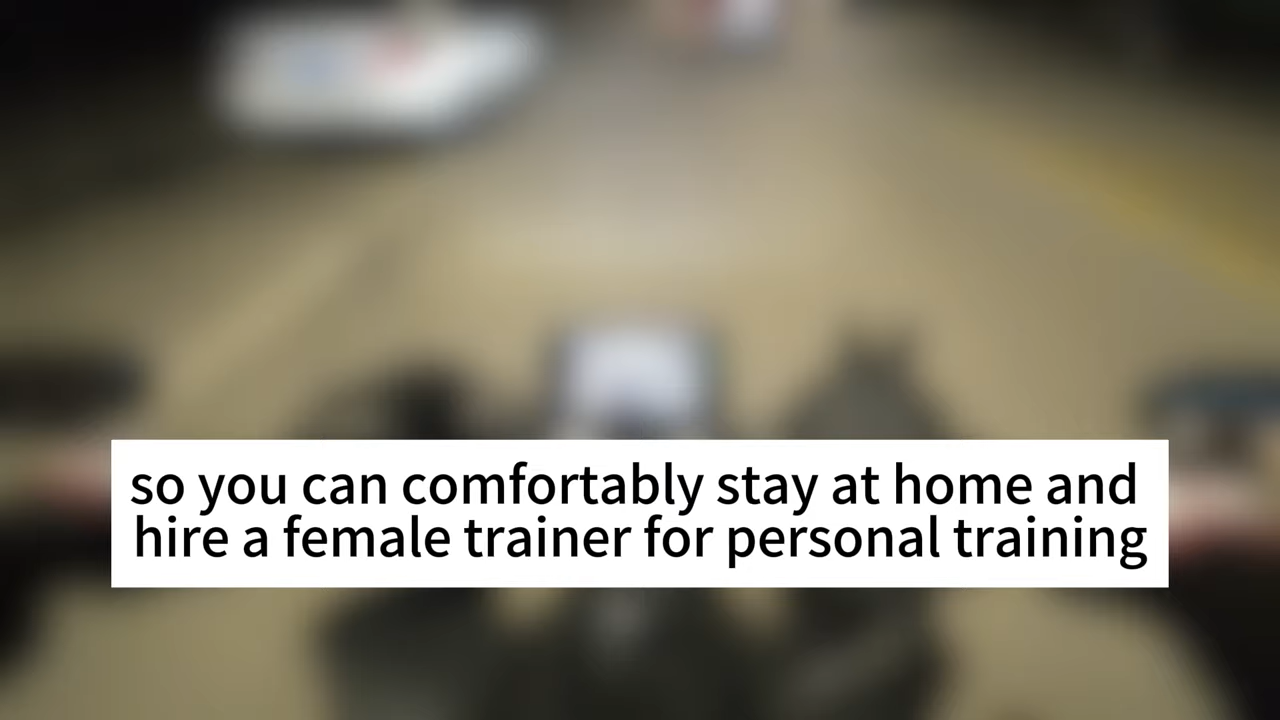 so you can comfortably stay at home and
hire a female trainer for personal training